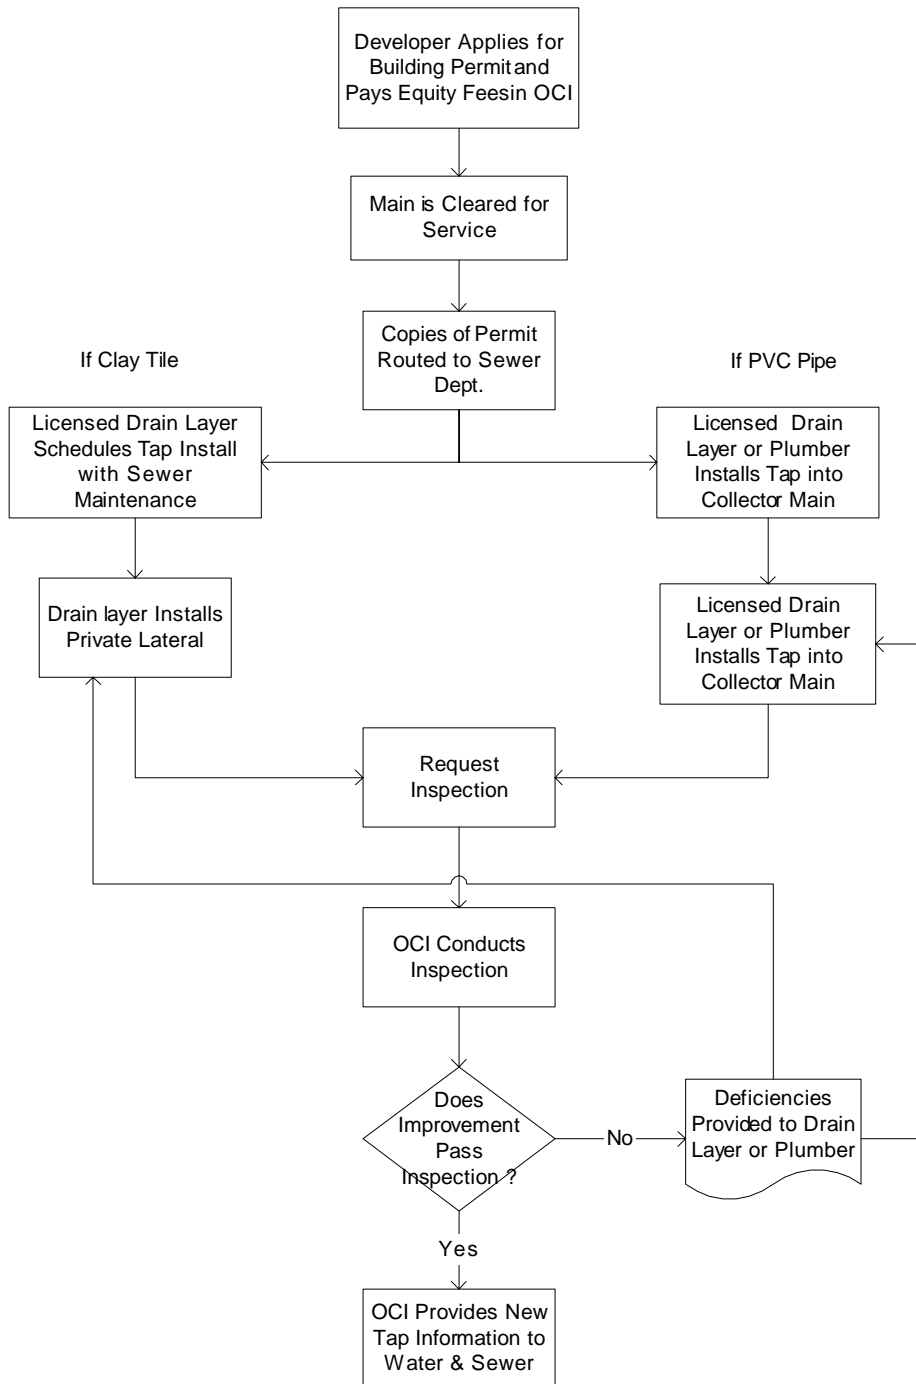 Developer Applies for
Building Permit and
Pays Equity Fees in OCI
Main is Cleared for
Service
Copies of Permit
Routed to Sewer
Dept.
If Clay Tile
If PVC Pipe
Licensed Drain Layer
Schedules Tap Install
with Sewer
Maintenance
Licensed Drain
Layer or Plumber
Installs Tap into
Collector Main
Drain layer Installs
Private Lateral
Licensed Drain
Layer or Plumber
Installs Tap into
Collector Main
Request
Inspection
OCI Conducts
Inspection
Does
Improvement
Pass
Inspection ?
No
Deficiencies
Provided to Drain
Layer or Plumber
Yes
OCI Provides New
Tap Information to
Water & Sewer